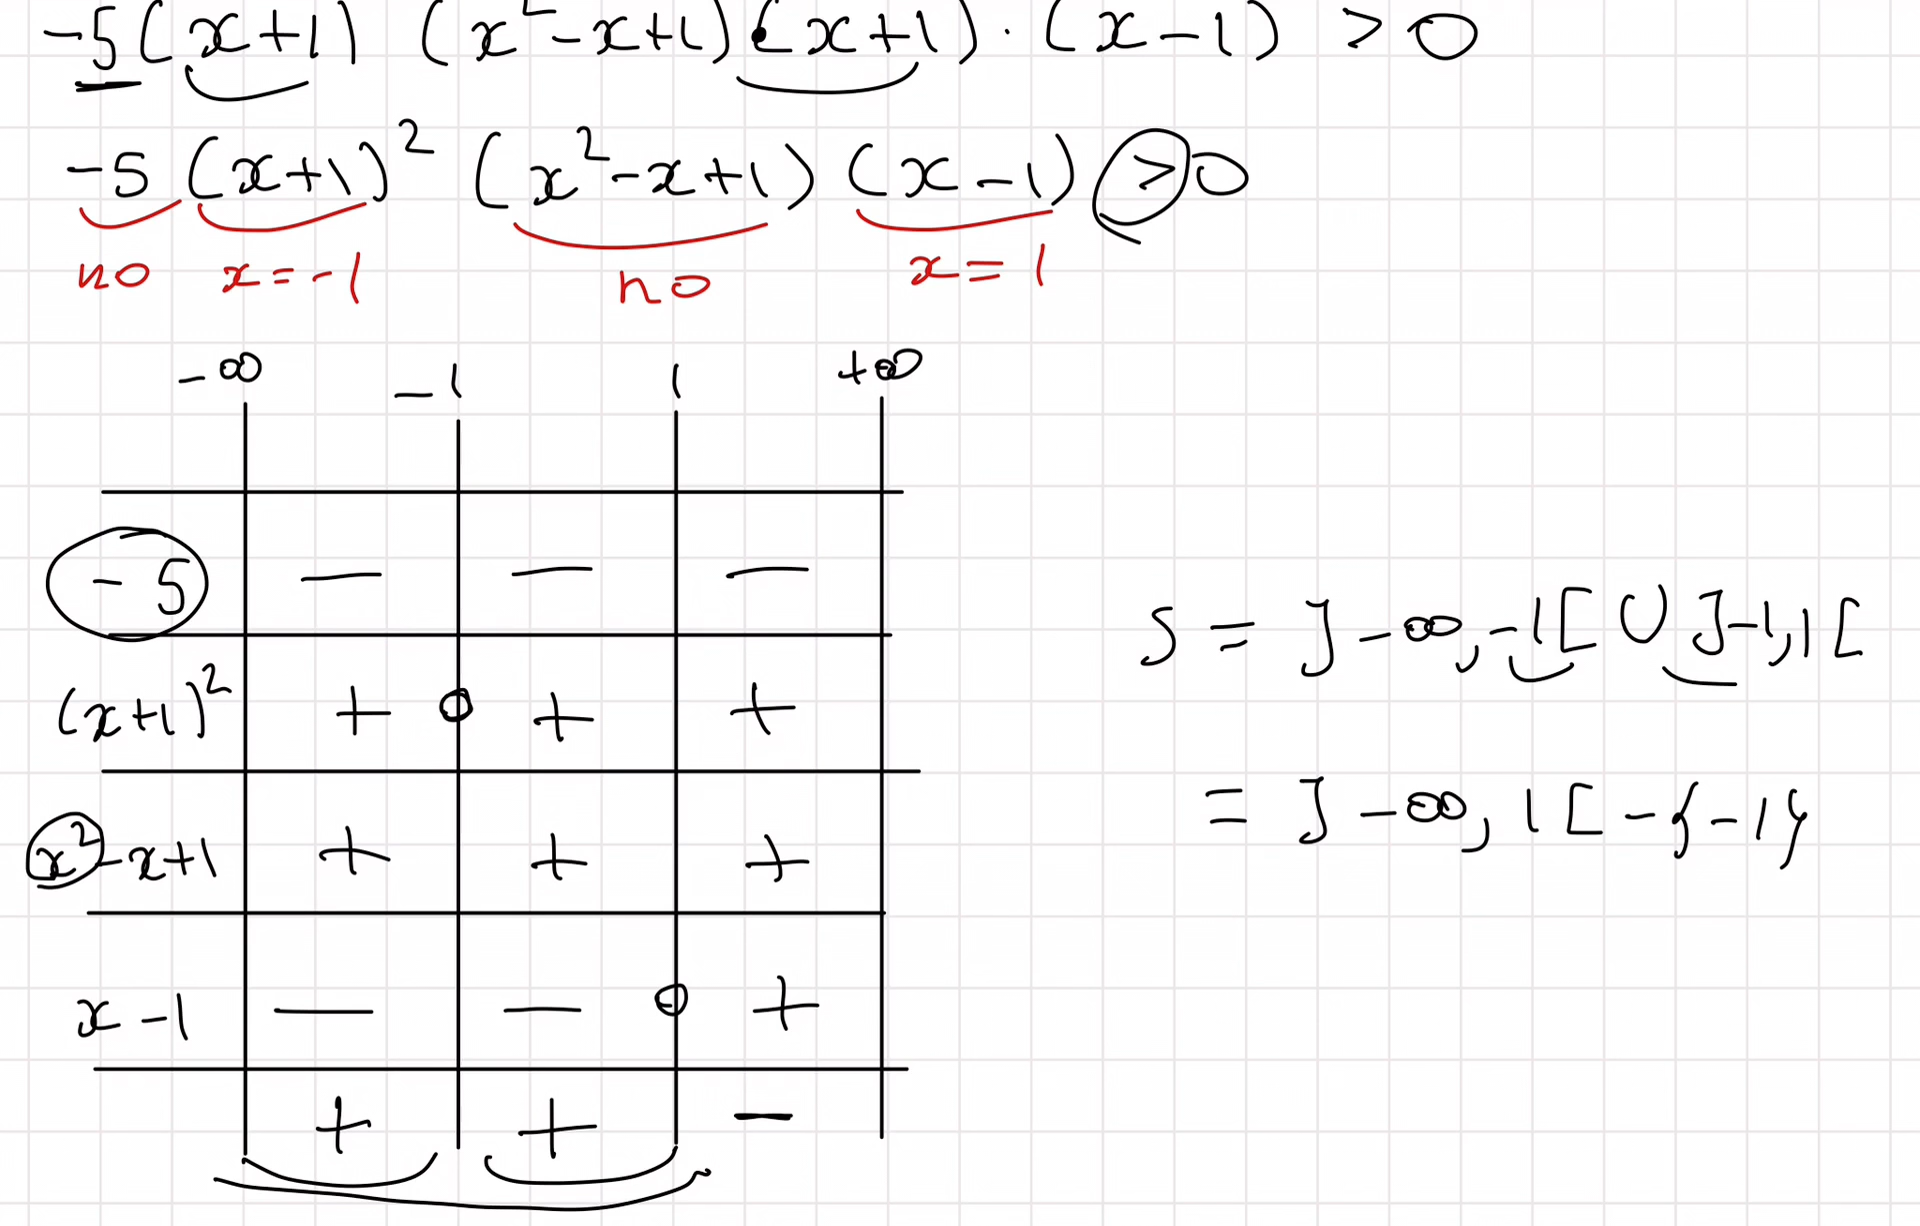 -5(x+1) (x²-x+1)(x+1)·(x-1) > 0
-5 (x+1)² (x²-x+1) (x-1) > 0
no x=-1 no x=1
-∞ -1 1 +∞
-5 — — —
(x+1)² + 0 + +
x²-x+1 + + +
x-1 — — 0 +
+ + —
S = ]-∞,-1[ ∪ ]-1,1[
= ]-∞,1[ -{-1}